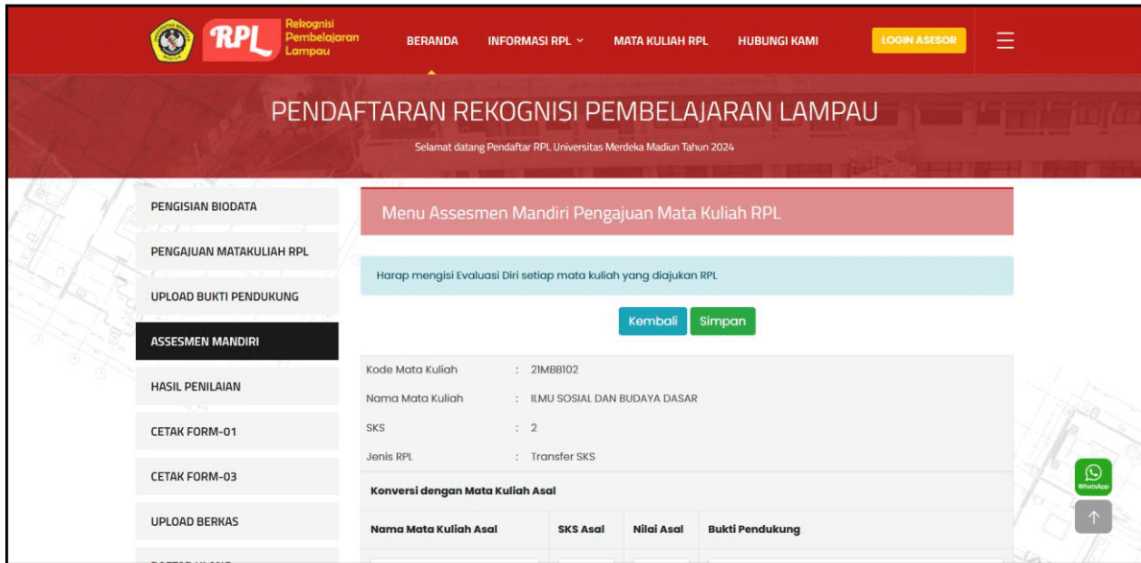 RPL
Rekognisi
Pembelajaran
Lampau
BERANDA
INFORMASI RPL
MATA KULIAH RPL
HUBUNGI KAMI
LOGIN ASESOR
PENDAFTARAN REKOGNISI PEMBELAJARAN LAMPAU
Selamat datang Pendaftar RPL Universitas Merdeka Madiun Tahun 2024
PENGISIAN BIODATA
PENGAJUAN MATAKULIAH RPL
UPLOAD BUKTI PENDUKUNG
ASSESMEN MANDIRI
HASIL PENILAIAN
CETAK FORM-01
CETAK FORM-03
UPLOAD BERKAS
Menu Assesmen Mandiri Pengajuan Mata Kuliah RPL
Harap mengisi Evaluasi Diri setiap mata kuliah yang diajukan RPL
Kembali Simpan
Kode Mata Kuliah : 21MBB102
Nama Mata Kuliah : ILMU SOSIAL DAN BUDAYA DASAR
SKS : 2
Jenis RPL : Transfer SKS
Konversi dengan Mata Kuliah Asal
Nama Mata Kuliah Asal SKS Asal Nilai Asal Bukti Pendukung
WhatsApp